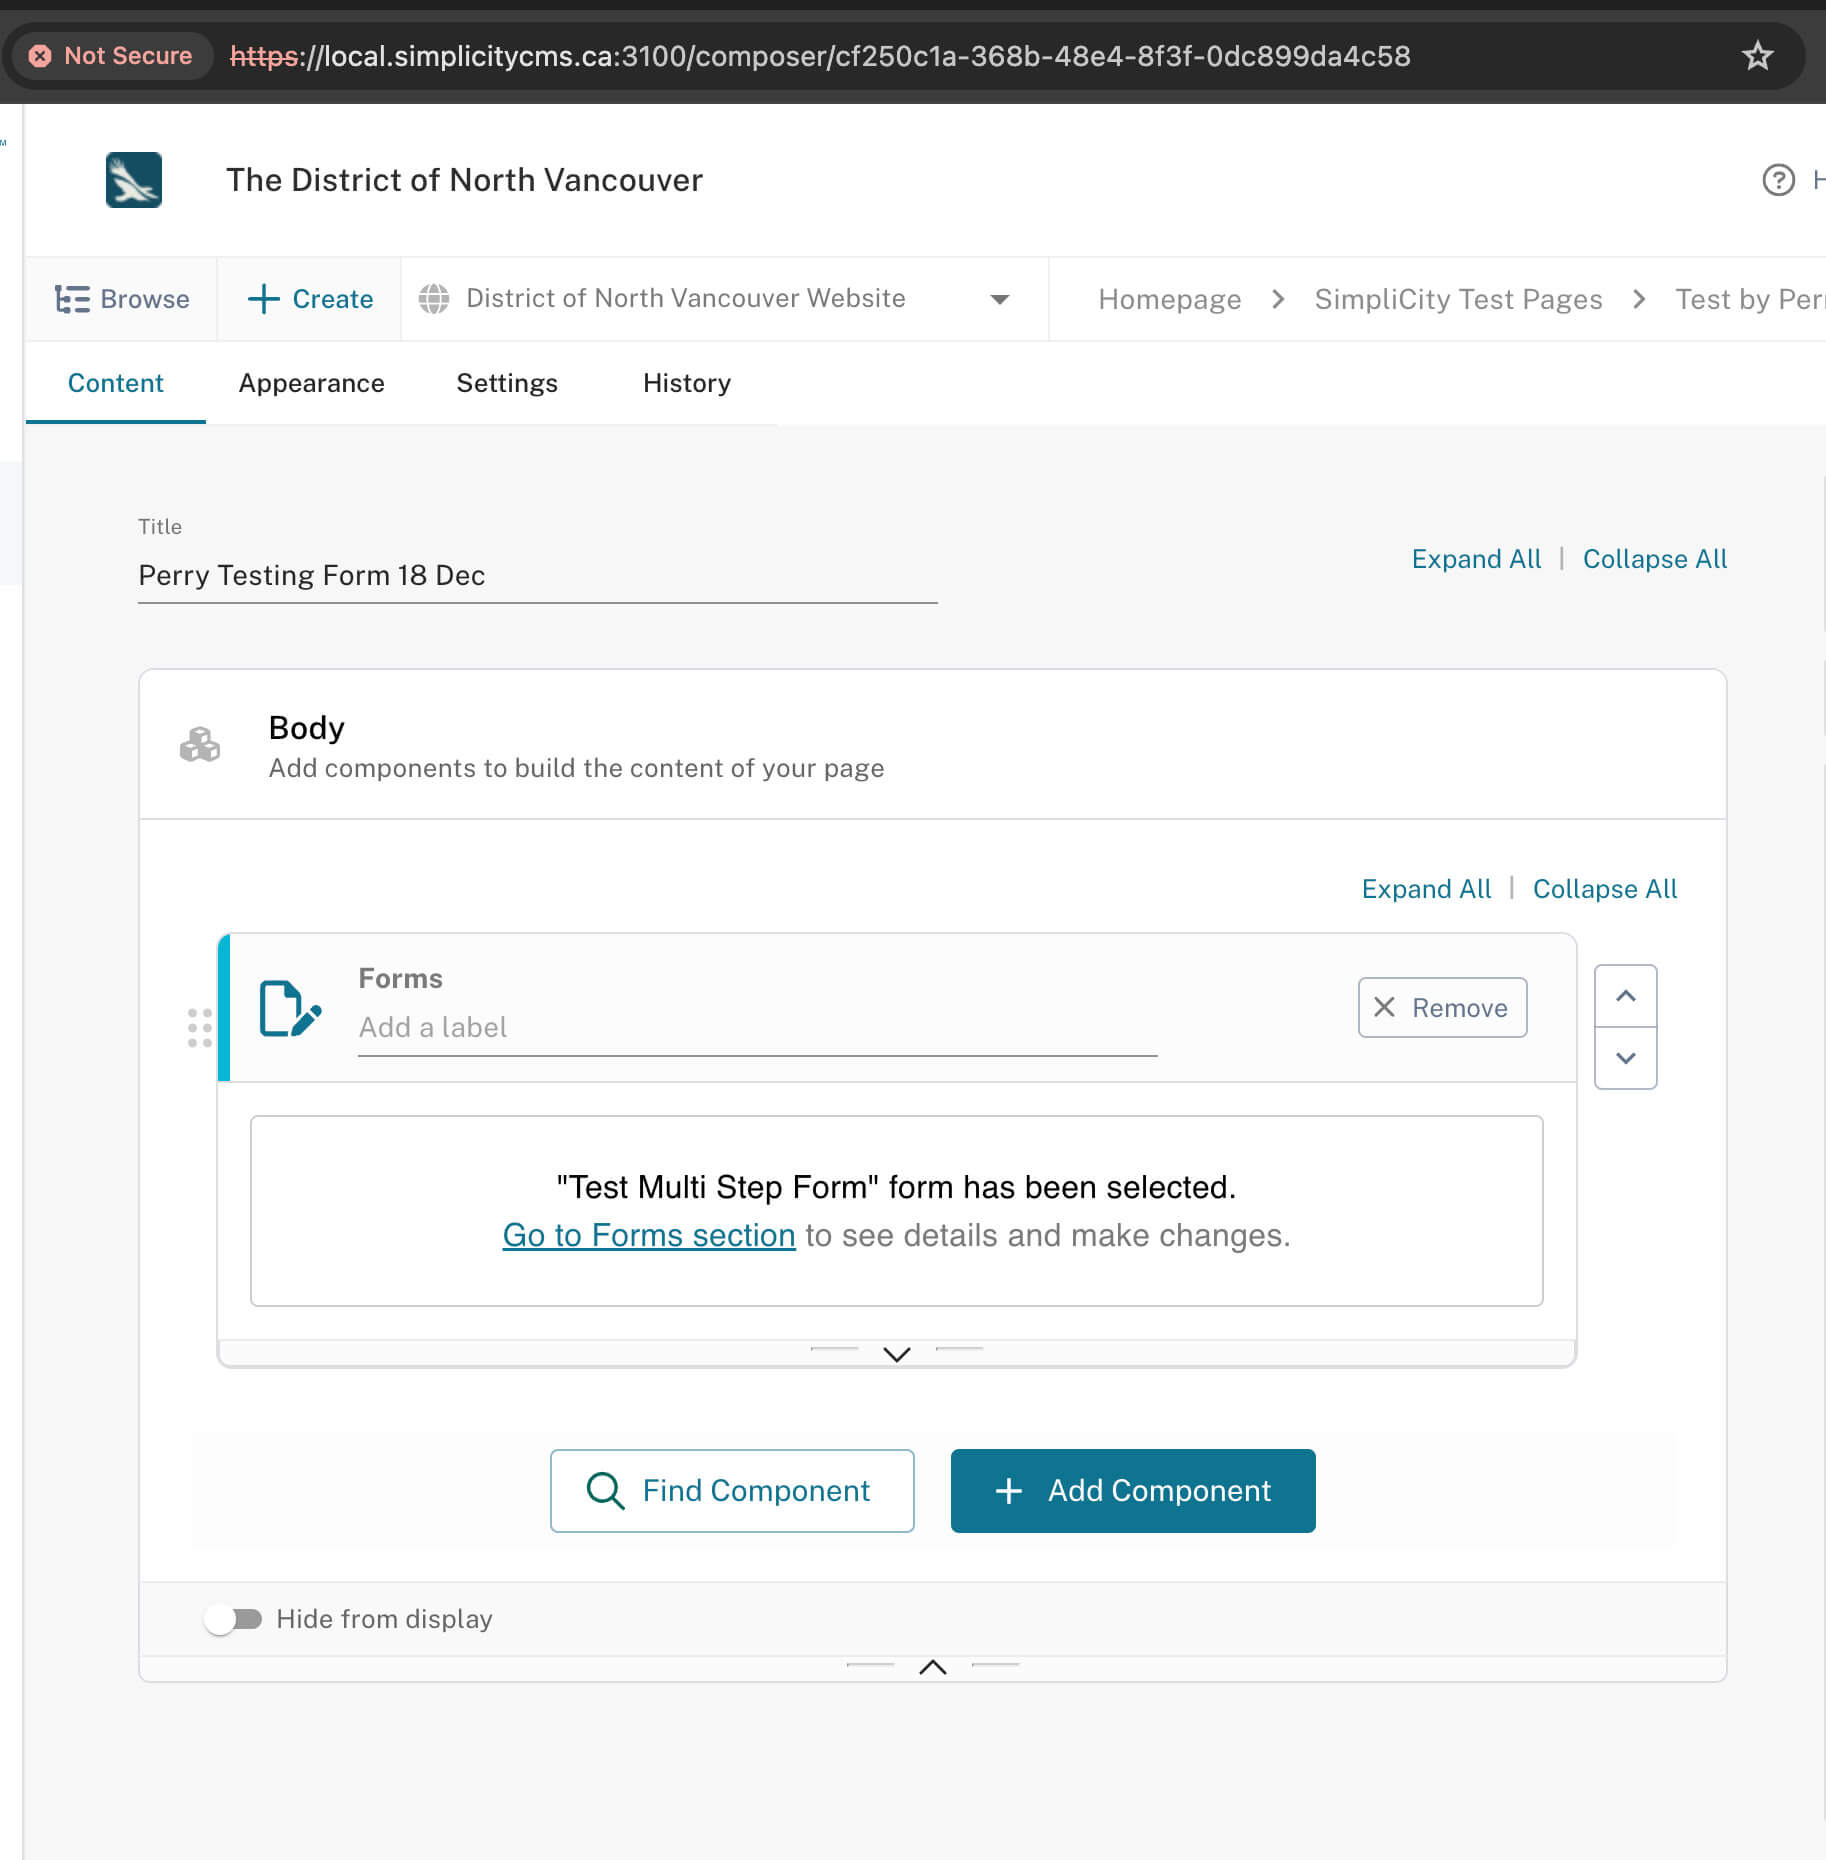 Not Secure https://local.simplicitycms.ca:3100/composer/cf250c1a-368b-48e4-8f3f-0dc899da4c58
The District of North Vancouver
Browse Create District of North Vancouver Website Homepage SimpliCity Test Pages Test by
Content Appearance Settings History
Title
Perry Testing Form 18 Dec
Expand All | Collapse All
Body
Add components to build the content of your page
Expand All | Collapse All
Forms
Add a label
Remove
"Test Multi Step Form" form has been selected.
Go to Forms section to see details and make changes.
Find Component Add Component
Hide from display